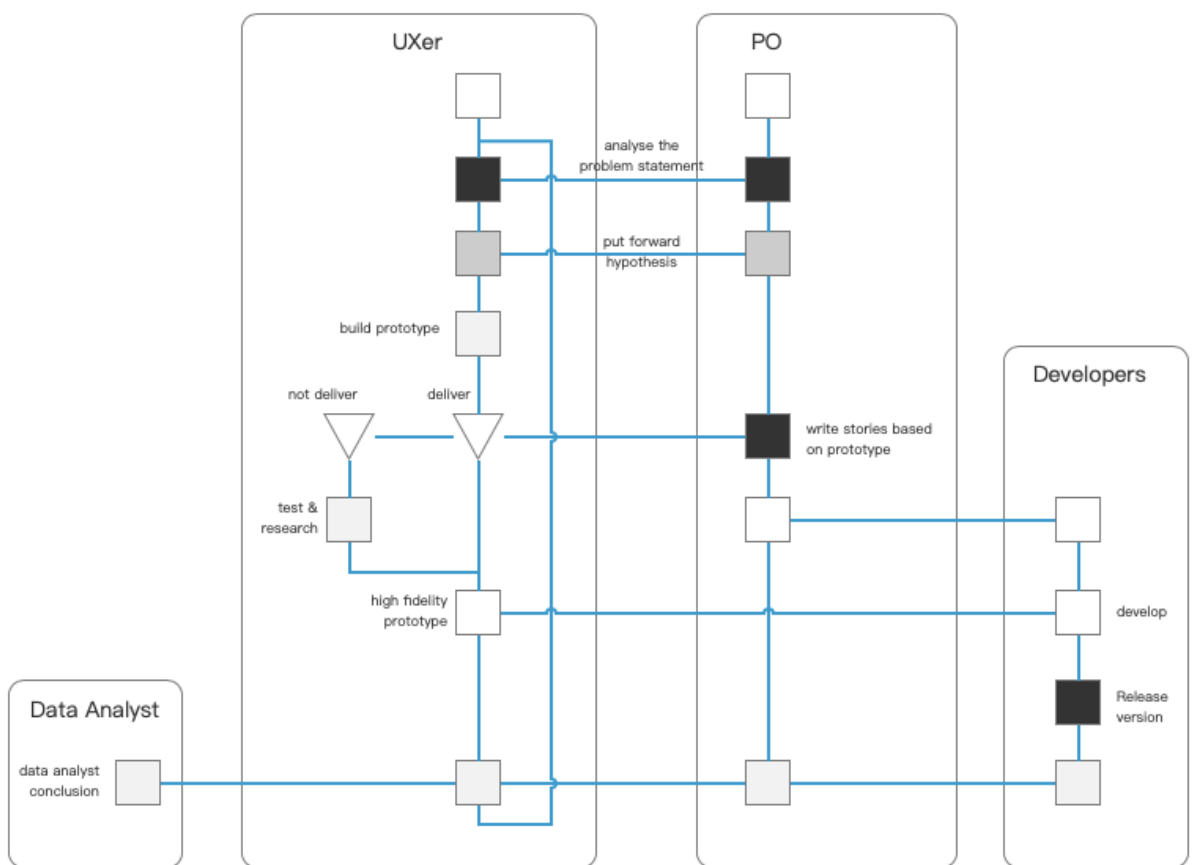 UXer
PO
analyse the
problem statement
put forward
hypothesis
build prototype
not deliver
deliver
Developers
write stories based
on prototype
test &
research
high fidelity
prototype
develop
Data Analyst
Release
version
data analyst
conclusion